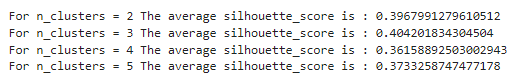 For n_clusters = 2 The average silhouette_score is : 0.3967991279610512
For n_clusters = 3 The average silhouette_score is : 0.404201834304504
For n_clusters = 4 The average silhouette_score is : 0.36158892503002943
For n_clusters = 5 The average silhouette_score is : 0.3733258747477178